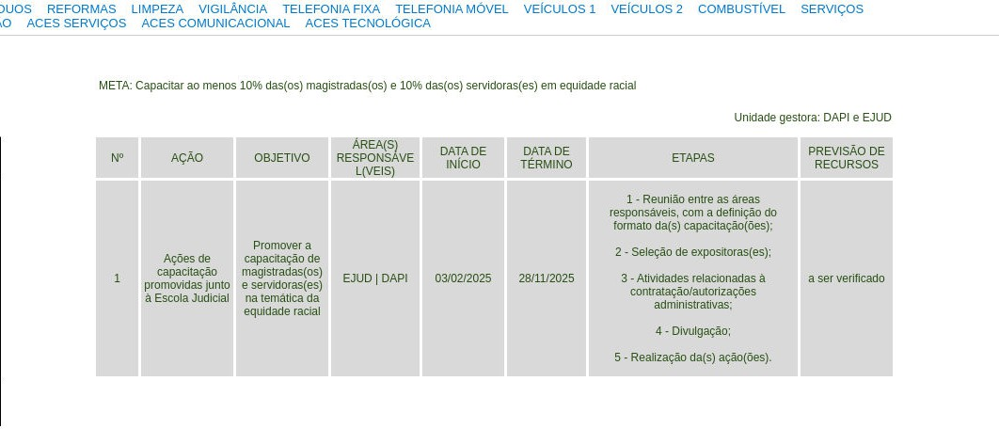 REFORMAS LIMPEZA VIGILÂNCIA TELEFONIA FIXA TELEFONIA MÓVEL VEÍCULOS 1 VEÍCULOS 2 COMBUSTÍVEL SERVIÇOS
ACES SERVIÇOS ACES COMUNICACIONAL ACES TECNOLÓGICA
META: Capacitar ao menos 10% das(os) magistradas(os) e 10% das(os) servidoras(es) em equidade racial
Unidade gestora: DAPI e EJUD
Nº
AÇÃO
OBJETIVO
ÁREA(S)
RESPONSÁVE
L(VEIS)
DATA DE
INÍCIO
DATA DE
TÉRMINO
ETAPAS
PREVISÃO DE
RECURSOS
1
Ações de
capacitação
promovidas junto
à Escola Judicial
Promover a
capacitação de
magistradas(os)
e servidoras(es)
na temática da
equidade racial
EJUD | DAPI
03/02/2025
28/11/2025
1 - Reunião entre as áreas
responsáveis, com a definição do
formato da(s) capacitação(ões);
2 - Seleção de expositoras(es);
3 - Atividades relacionadas à
contratação/autorizações
administrativas;
4 - Divulgação;
5 - Realização da(s) ação(ões).
a ser verificado